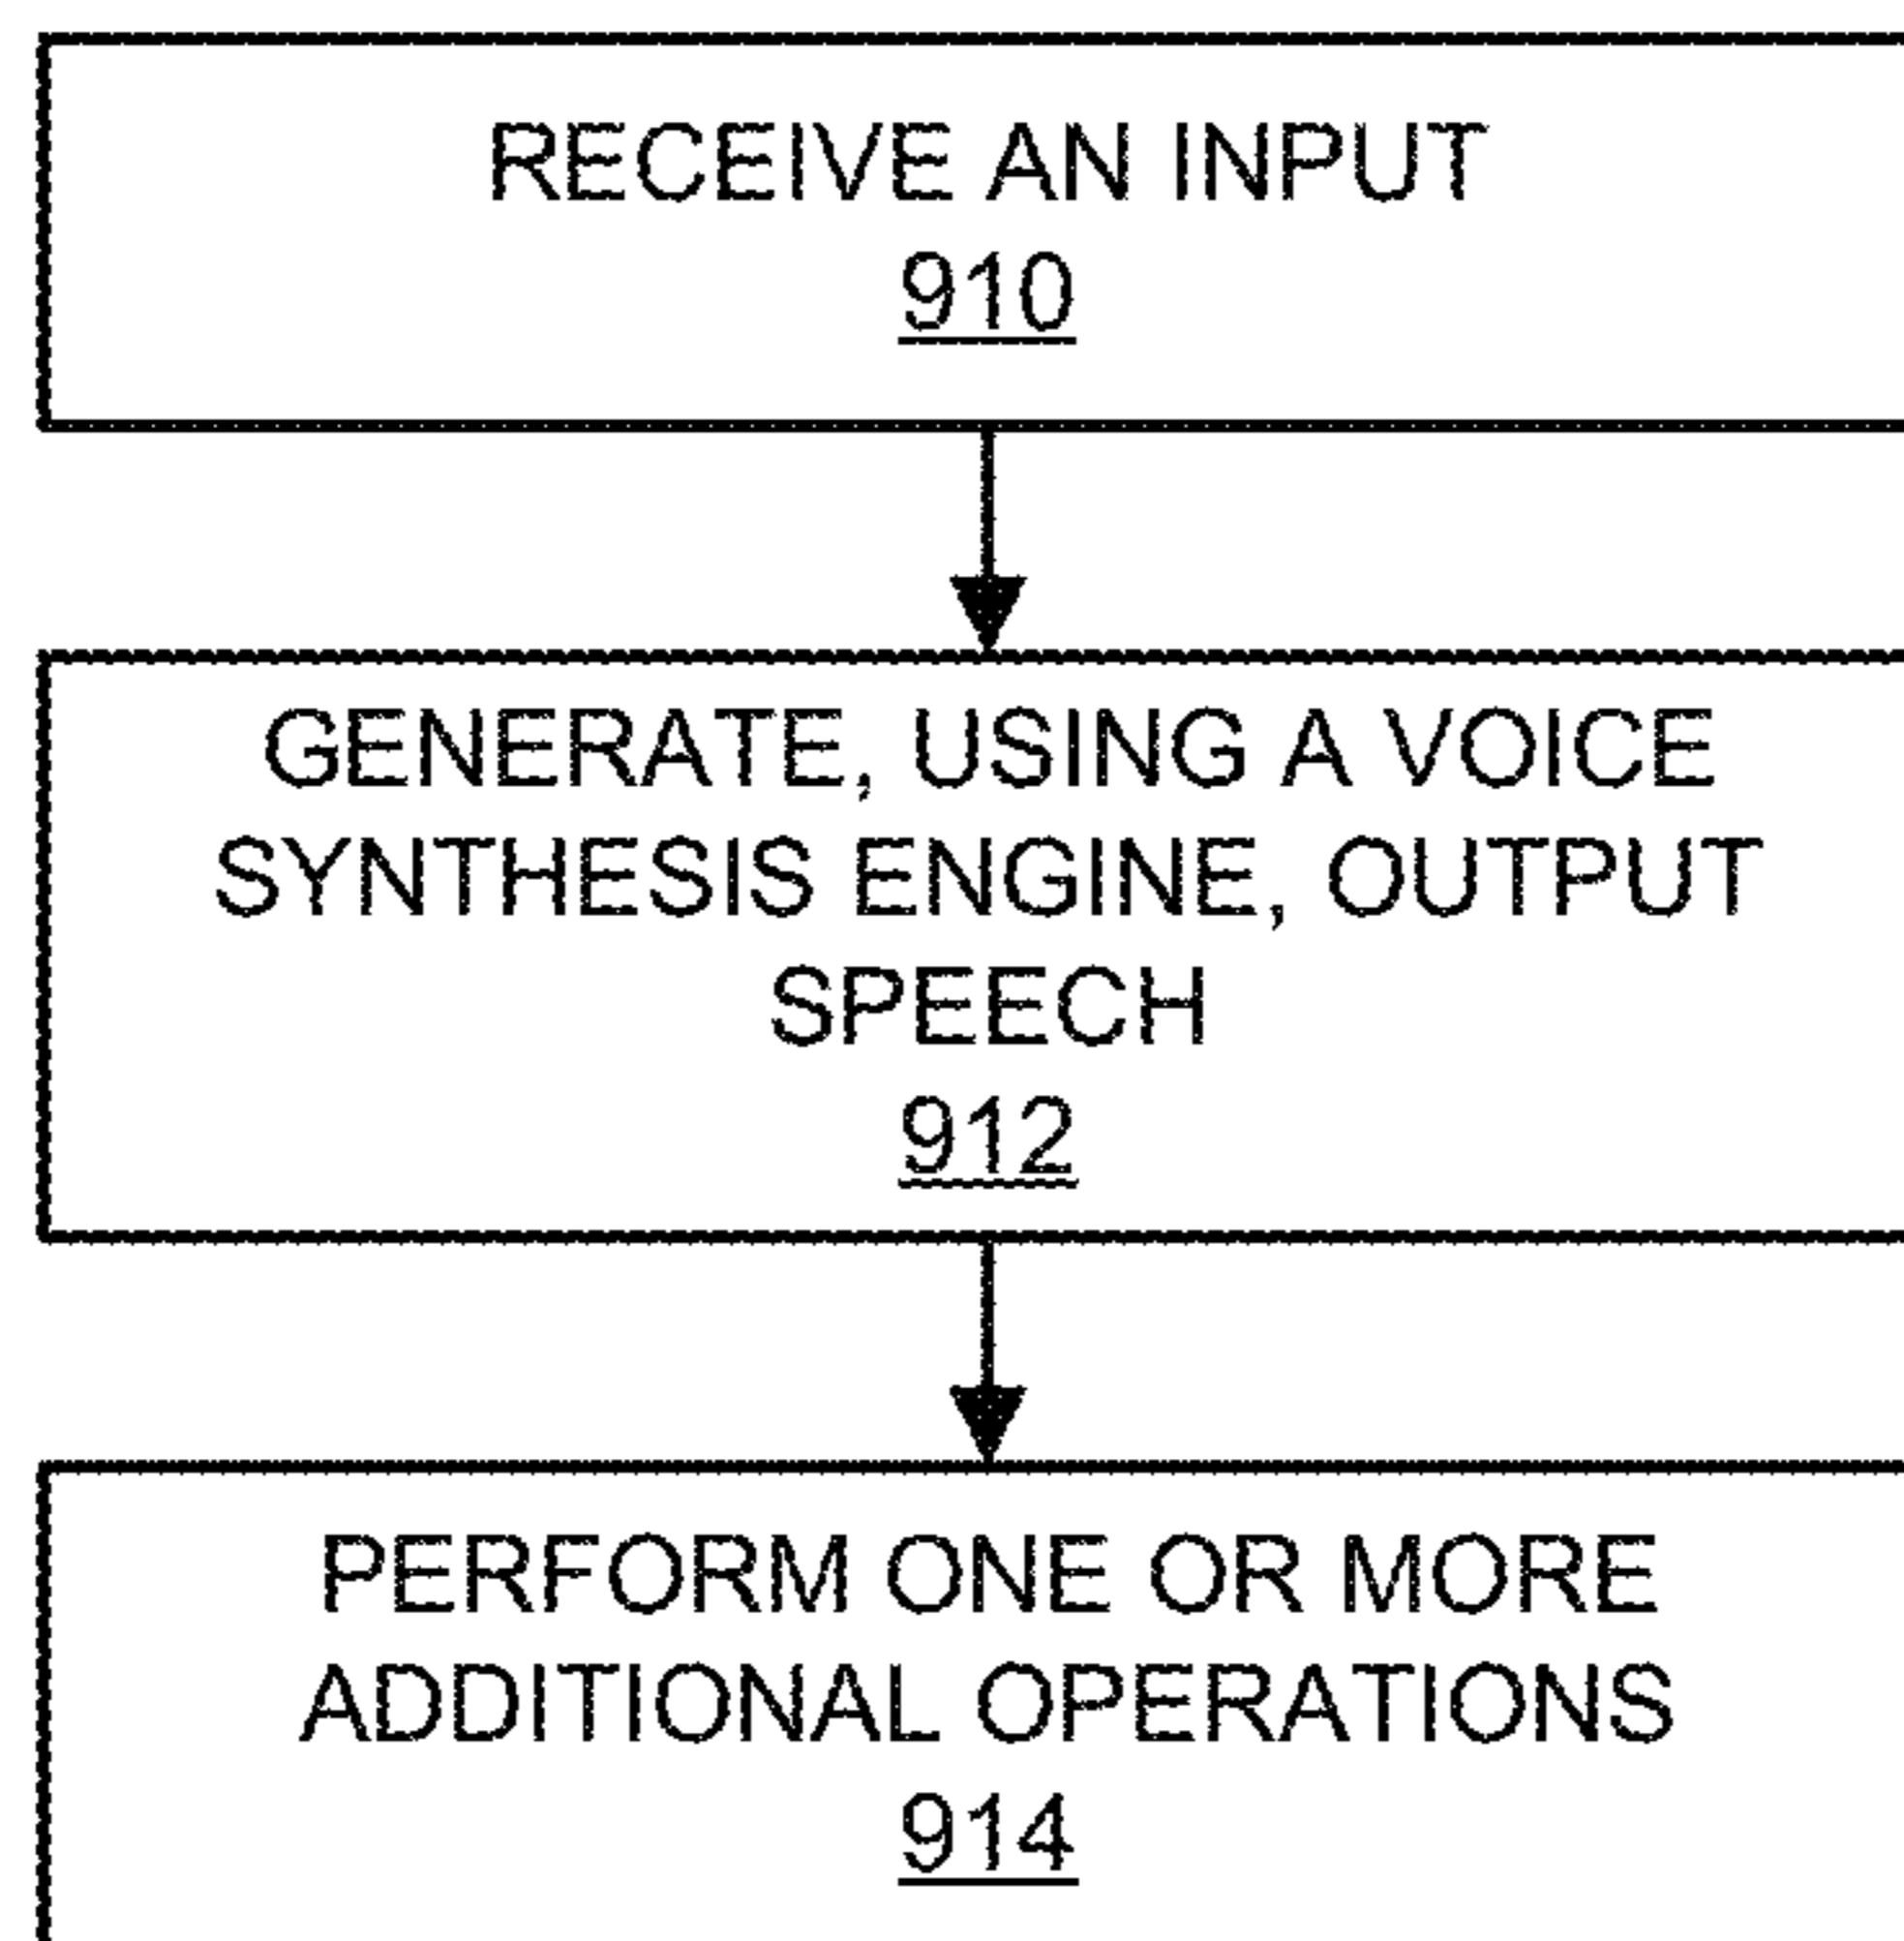 RECEIVE AN INPUT
910
GENERATE, USING A VOICE
SYNTHESIS ENGINE, OUTPUT
SPEECH
912
PERFORM ONE OR MORE
ADDITIONAL OPERATIONS
914